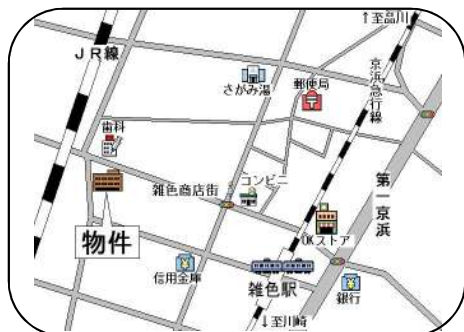 ↑至品川
JR線
京浜急行線
さがみ湯
郵便局
歯科
コンビニ
雑色商店街
第一京浜
物件
OKストア
信用金庫
雑色駅
銀行
↓至川崎